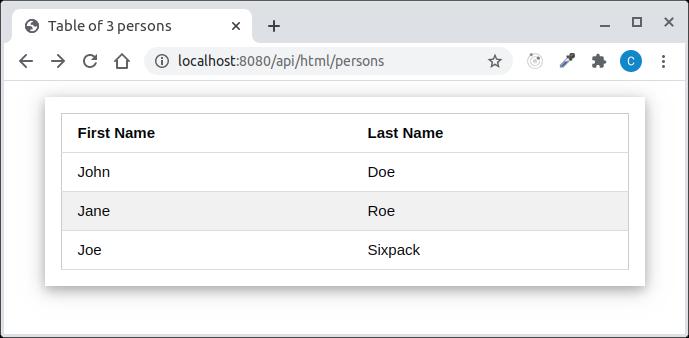 Table of 3 persons
localhost:8080/api/html/persons
C
First Name Last Name
John Doe
Jane Roe
Joe Sixpack